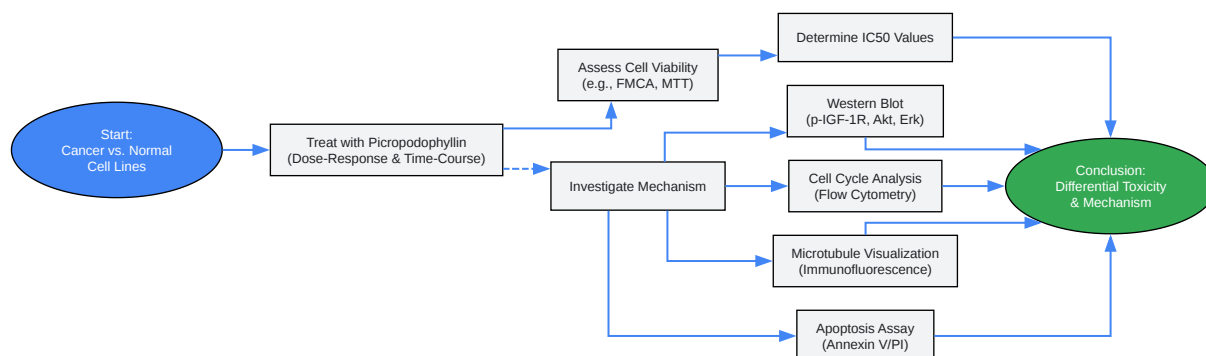 Start:
Cancer vs. Normal
Cell Lines
Treat with Picropodophyllin
(Dose-Response & Time-Course)
Assess Cell Viability
(e.g., FMCA, MTT)
Investigate Mechanism
Determine IC50 Values
Western Blot
(p-IGF-1R, Akt, Erk)
Cell Cycle Analysis
(Flow Cytometry)
Microtubule Visualization
(Immunofluorescence)
Apoptosis Assay
(Annexin V/PI)
Conclusion:
Differential Toxicity
& Mechanism